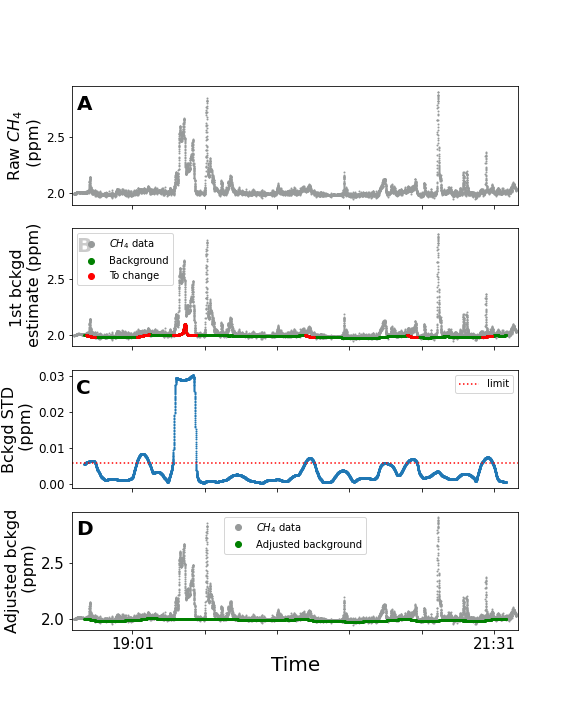 A
Raw CH4
(ppm)
2.5
2.0
B
CH4 data
Background
To change
1st bckgd
estimate (ppm)
2.5
2.0
C
limit
Bckgd STD
(ppm)
0.03
0.02
0.01
0.00
D
CH4 data
Adjusted background
Adjusted bckgd
(ppm)
2.5
2.0
19:01
21:31
Time